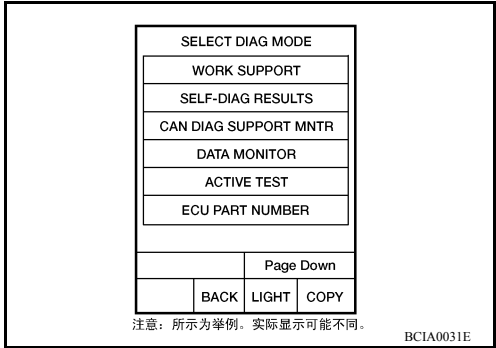 SELECT DIAG MODE
WORK SUPPORT
SELF-DIAG RESULTS
CAN DIAG SUPPORT MNTR
DATA MONITOR
ACTIVE TEST
ECU PART NUMBER
Page Down
BACK LIGHT COPY
注意：所示为举例。实际显示可能不同。
BCIA0031E